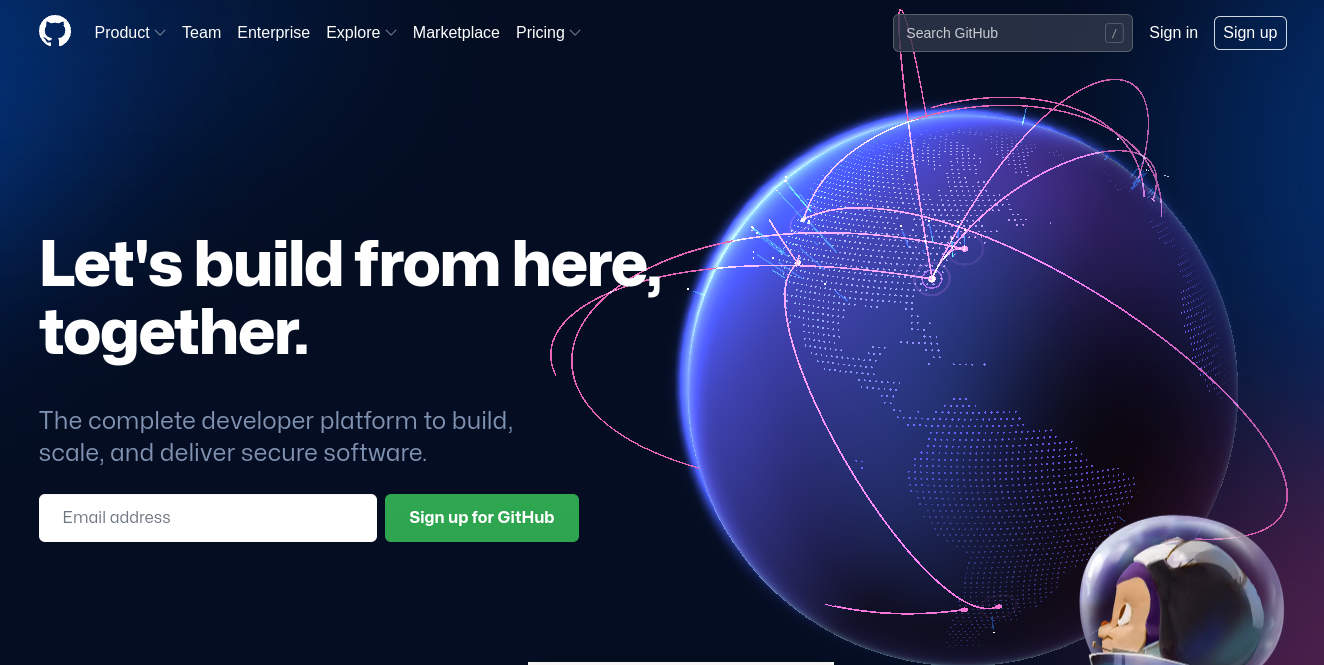 Product Team Enterprise Explore Marketplace Pricing Search GitHub / Sign in Sign up
Let's build from here,
together.
The complete developer platform to build,
scale, and deliver secure software.
Email address Sign up for GitHub